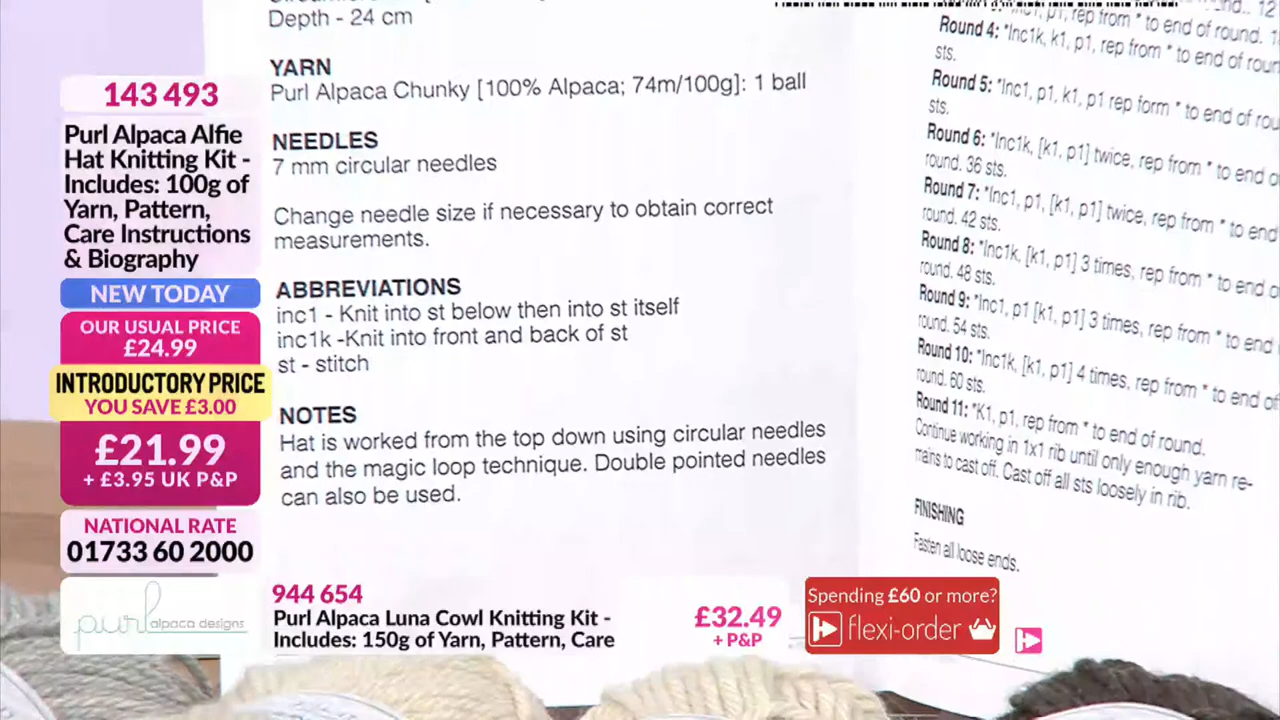 Depth - 24 cm
YARN
Purl Alpaca Chunky [100% Alpaca; 74m/100g]: 1 ball
NEEDLES
7 mm circular needles
Change needle size if necessary to obtain correct
measurements.
ABBREVIATIONS
inc1 - Knit into st below then into st itself
inc1k -Knit into front and back of st
st - stitch
NOTES
Hat is worked from the top down using circular needles
and the magic loop technique. Double pointed needles
can also be used.
rep from * to end of round.
Round 4: *Inc1k, k1, p1, rep from * to end of round
sts.
Round 5: *Inc1, p1, k1, p1 rep form * to end of rou
sts.
Round 6: *Inc1k, [k1, p1] twice, rep from * to end o
round. 36 sts.
Round 7: *Inc1, p1, [k1, p1] twice, rep from * to end
round. 42 sts.
Round 8: *Inc1k, [k1, p1] 3 times, rep from * to end o
round. 48 sts.
Round 9: *Inc1, p1 [k1, p1] 3 times, rep from * to end
round. 54 sts.
Round 10: *Inc1k, [k1, p1] 4 times, rep from * to end of
round. 60 sts.
Round 11: *K1, p1, rep from * to end of round.
Continue working in 1x1 rib until only enough yarn re-
mains to cast off. Cast off all sts loosely in rib.
FINISHING
Fasten all loose ends.
143 493
Purl Alpaca Alfie
Hat Knitting Kit -
Includes: 100g of
Yarn, Pattern,
Care Instructions
& Biography
NEW TODAY
OUR USUAL PRICE
£24.99
INTRODUCTORY PRICE
YOU SAVE £3.00
£21.99
+ £3.95 UK P&P
NATIONAL RATE
01733 60 2000
purl alpaca designs
944 654
Purl Alpaca Luna Cowl Knitting Kit -
Includes: 150g of Yarn, Pattern, Care
£32.49
+ P&P
Spending £60 or more?
flexi-order